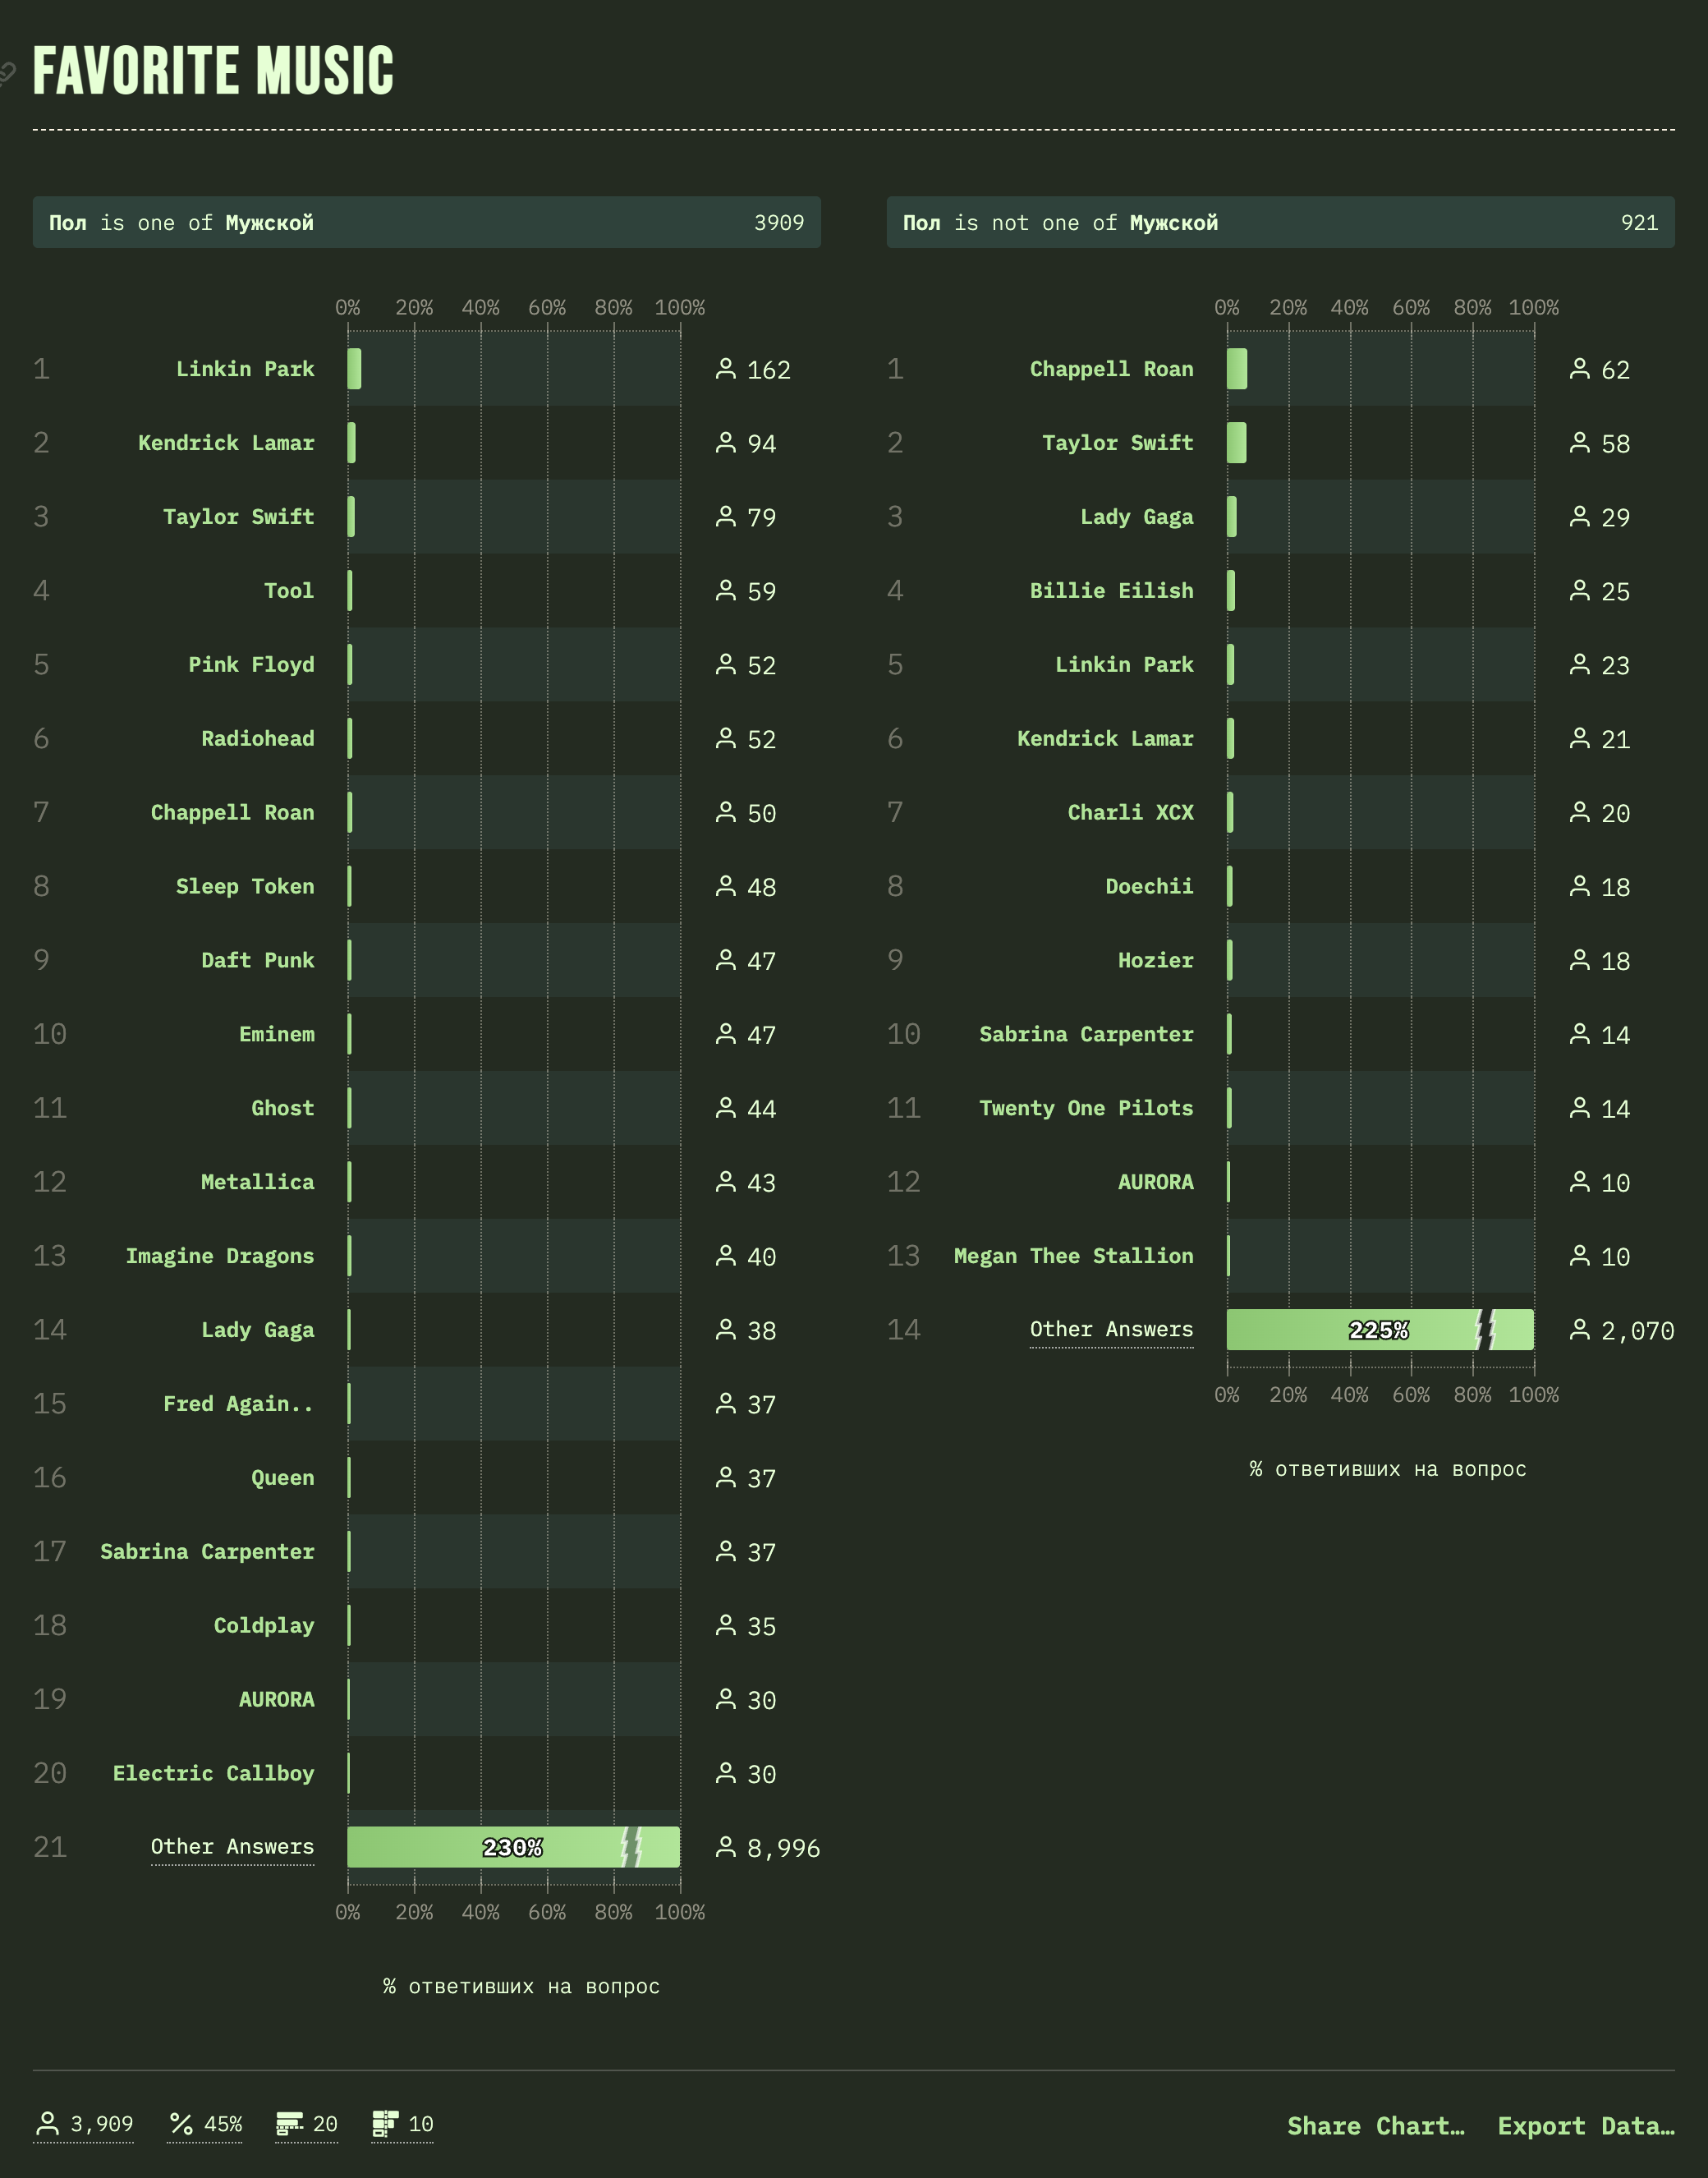 FAVORITE MUSIC
Пол is one of Мужской 3909
0% 20% 40% 60% 80% 100%
1 Linkin Park 162
2 Kendrick Lamar 94
3 Taylor Swift 79
4 Tool 59
5 Pink Floyd 52
6 Radiohead 52
7 Chappell Roan 50
8 Sleep Token 48
9 Daft Punk 47
10 Eminem 47
11 Ghost 44
12 Metallica 43
13 Imagine Dragons 40
14 Lady Gaga 38
15 Fred Again.. 37
16 Queen 37
17 Sabrina Carpenter 37
18 Coldplay 35
19 AURORA 30
20 Electric Callboy 30
21 Other Answers 230% 8,996
0% 20% 40% 60% 80% 100%
% ответивших на вопрос
Пол is not one of Мужской 921
0% 20% 40% 60% 80% 100%
1 Chappell Roan 62
2 Taylor Swift 58
3 Lady Gaga 29
4 Billie Eilish 25
5 Linkin Park 23
6 Kendrick Lamar 21
7 Charli XCX 20
8 Doechii 18
9 Hozier 18
10 Sabrina Carpenter 14
11 Twenty One Pilots 14
12 AURORA 10
13 Megan Thee Stallion 10
14 Other Answers 225% 2,070
0% 20% 40% 60% 80% 100%
% ответивших на вопрос
3,909 45% 20 10 Share Chart… Export Data…